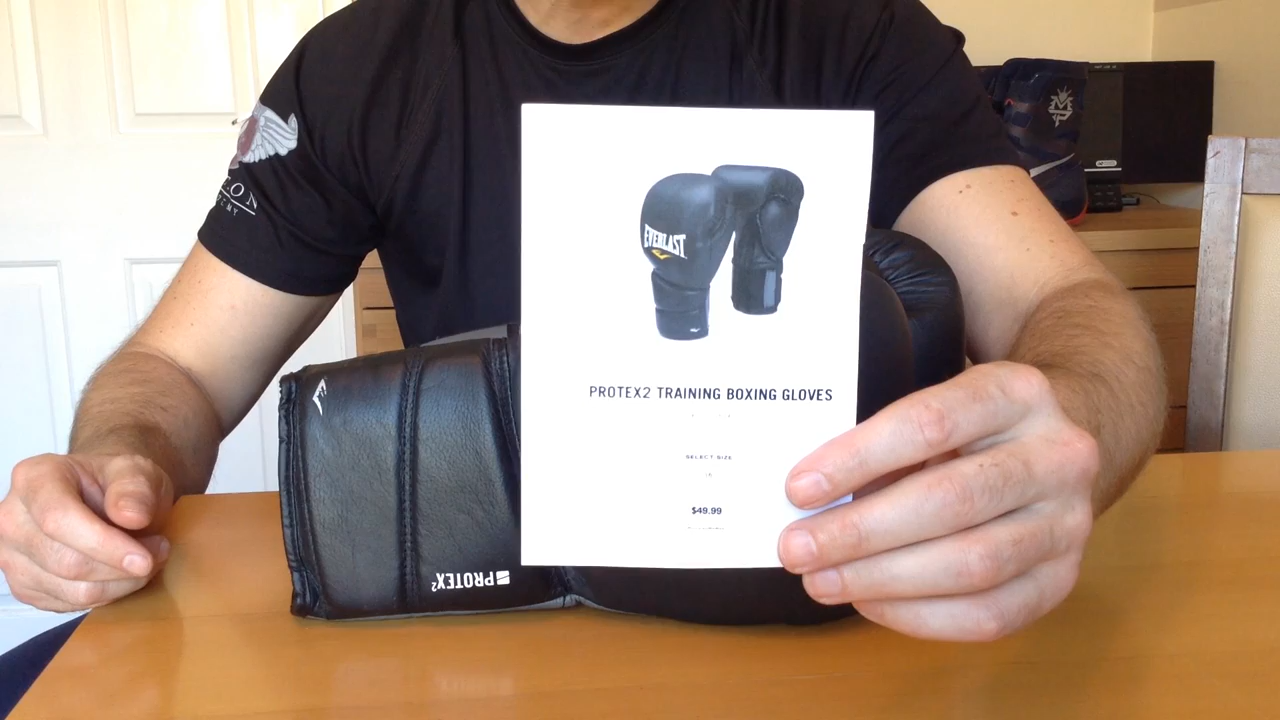 EVERLAST
PROTEX2 TRAINING BOXING GLOVES
SELECT SIZE
$49.99
PROTEX2